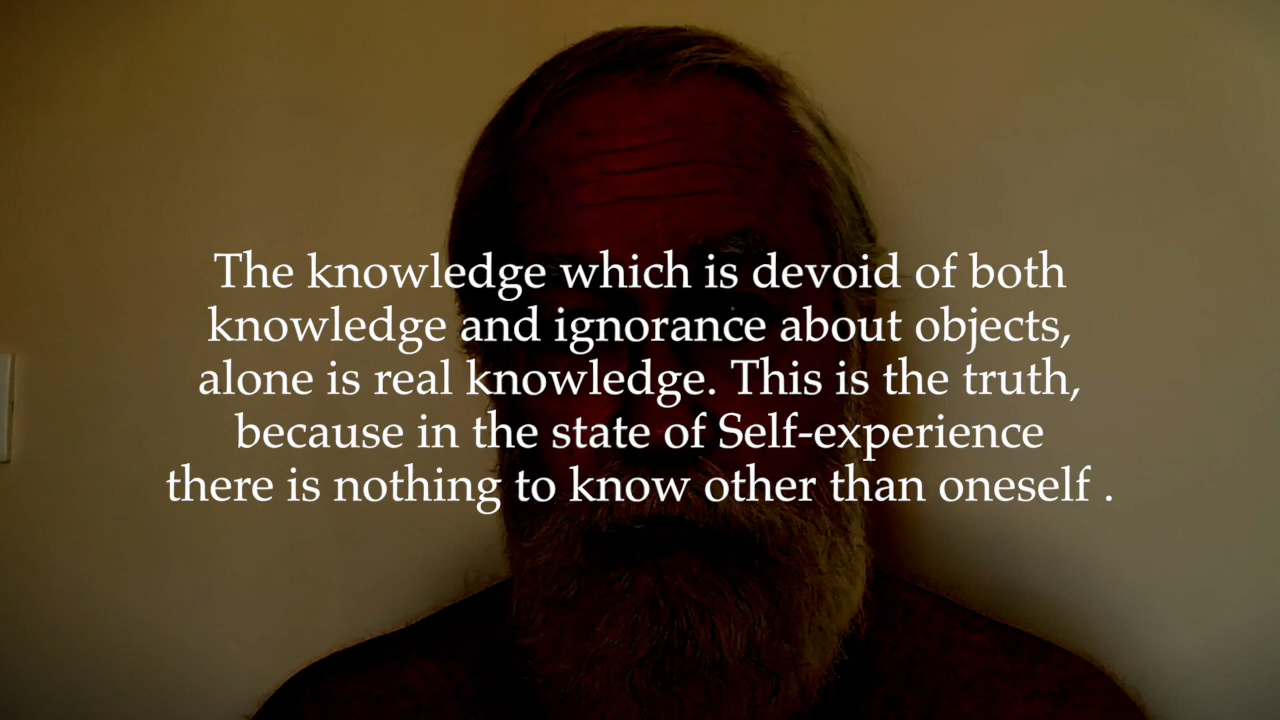 The knowledge which is devoid of both
knowledge and ignorance about objects,
alone is real knowledge. This is the truth,
because in the state of Self-experience
there is nothing to know other than oneself .